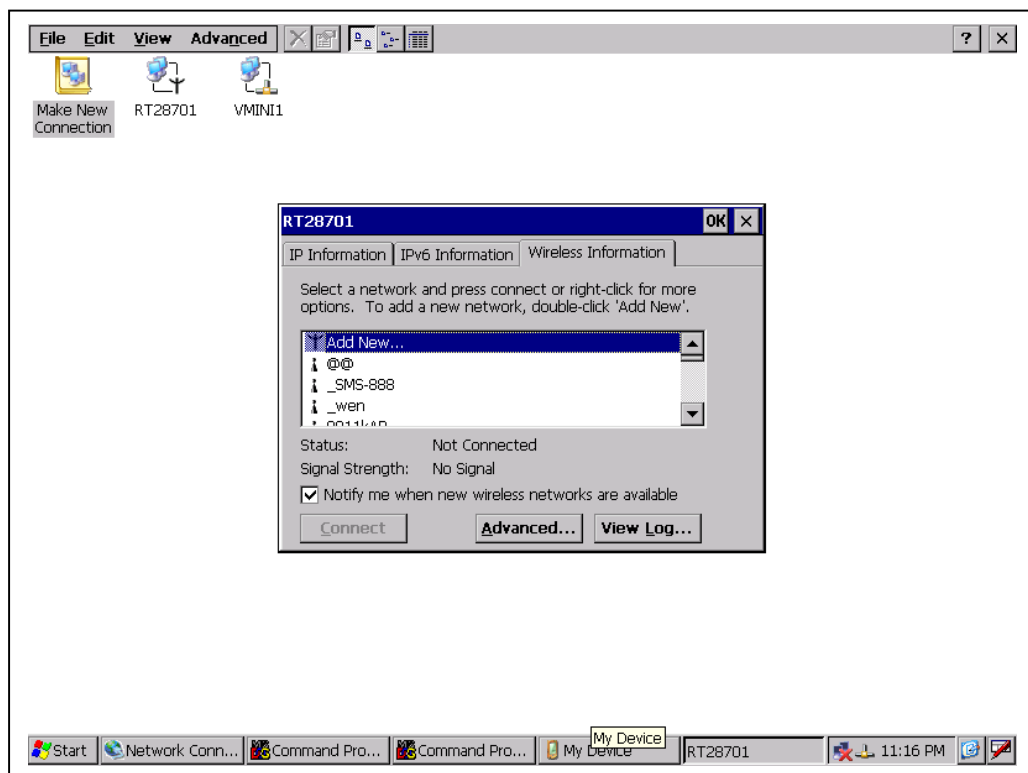 File Edit View Advanced
?
Make New Connection
RT28701
VMINI1
RT28701
OK
IP Information
IPv6 Information
Wireless Information
Select a network and press connect or right-click for more
options. To add a new network, double-click 'Add New'.
Add New...
@@
_SMS-888
_wen
Status: Not Connected
Signal Strength: No Signal
Notify me when new wireless networks are available
Connect
Advanced...
View Log...
My Device
Start
Network Conn...
Command Pro...
Command Pro...
My Device
RT28701
11:16 PM